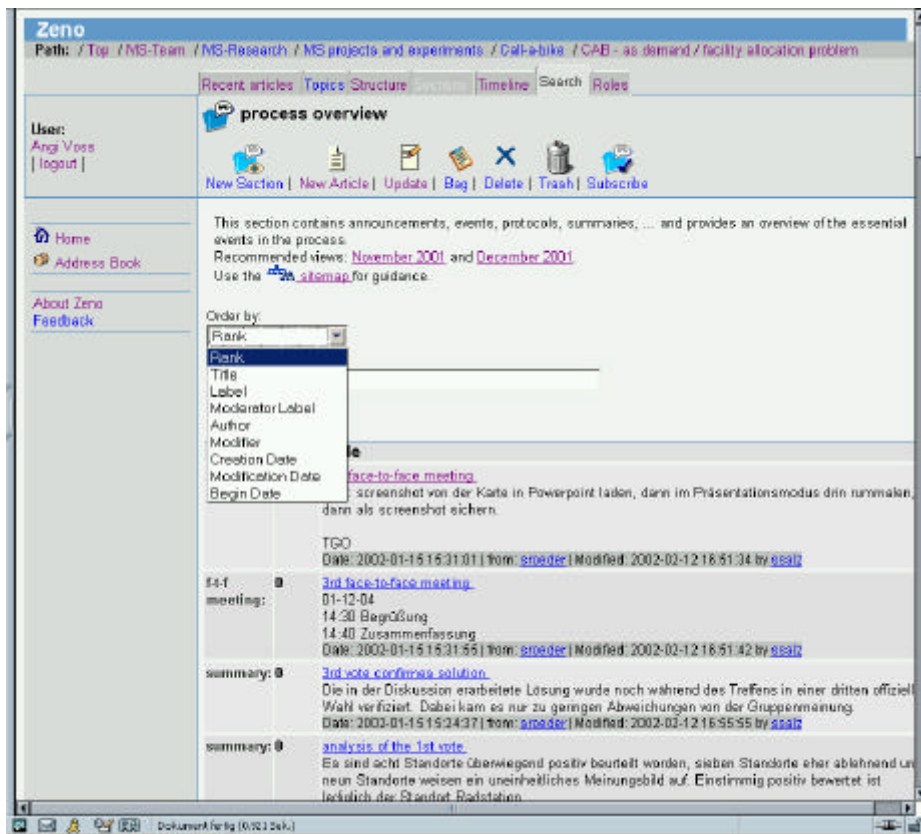 Zeno
Path: / Top / MS-Team / MS-Research / MS projects and experiments / Call-a-bike / CAB - as demand / facility allocation problem
Recent articles Topics Structure Sections Timeline Search Roles
process overview
User:
Angi Voss
| logout |
New Section | New Article | Update | Bag | Delete | Trash | Subscribe
This section contains announcements, events, protocols, summaries, ... and provides an overview of the essential
events in the process.
Recommended views: November 2001 and December 2001.
Use the sitemap for guidance.
Home
Address Book
About Zeno
Feedback
Order by:
Rank
Rank
Title
Label
Moderator Label
Author
Modifier
Creation Date
Modification Date
Begin Date
le
face-to-face meeting
screenshot von der Karte in Powerpoint laden, dann im Präsentationsmodus drin rummalen,
dann als screenshot sichern.
TGO
Date: 2002-01-15 15:31:01 | from: sroeder | Modified: 2002-02-12 16:51:34 by ssalz
f-t-f
meeting:
0
3rd face-to-face meeting
01-12-04
14:30 Begrüßung
14:40 Zusammenfassung
Date: 2002-01-15 15:31:55 | from: sroeder | Modified: 2002-02-12 16:51:42 by ssalz
summary: 0
3rd vote confirmes solution
Die in der Diskussion erarbeitete Lösung wurde noch während des Treffens in einer dritten offiziell
Wahl verifiziert. Dabei kam es nur zu geringen Abweichungen von der Gruppenmeinung.
Date: 2002-01-15 15:24:37 | from: sroeder | Modified: 2002-02-12 16:55:55 by ssalz
summary: 0
analysis of the 1st vote
Es sind acht Standorte überwiegend positiv beurteilt worden, sieben Standorte eher ablehnend un
neun Standorte weisen ein uneinheitliches Meinungsbild auf. Einstimmig positiv bewertet ist
lediglich der Standort Radstation.
Dokument fertig (0.921 Sek.)